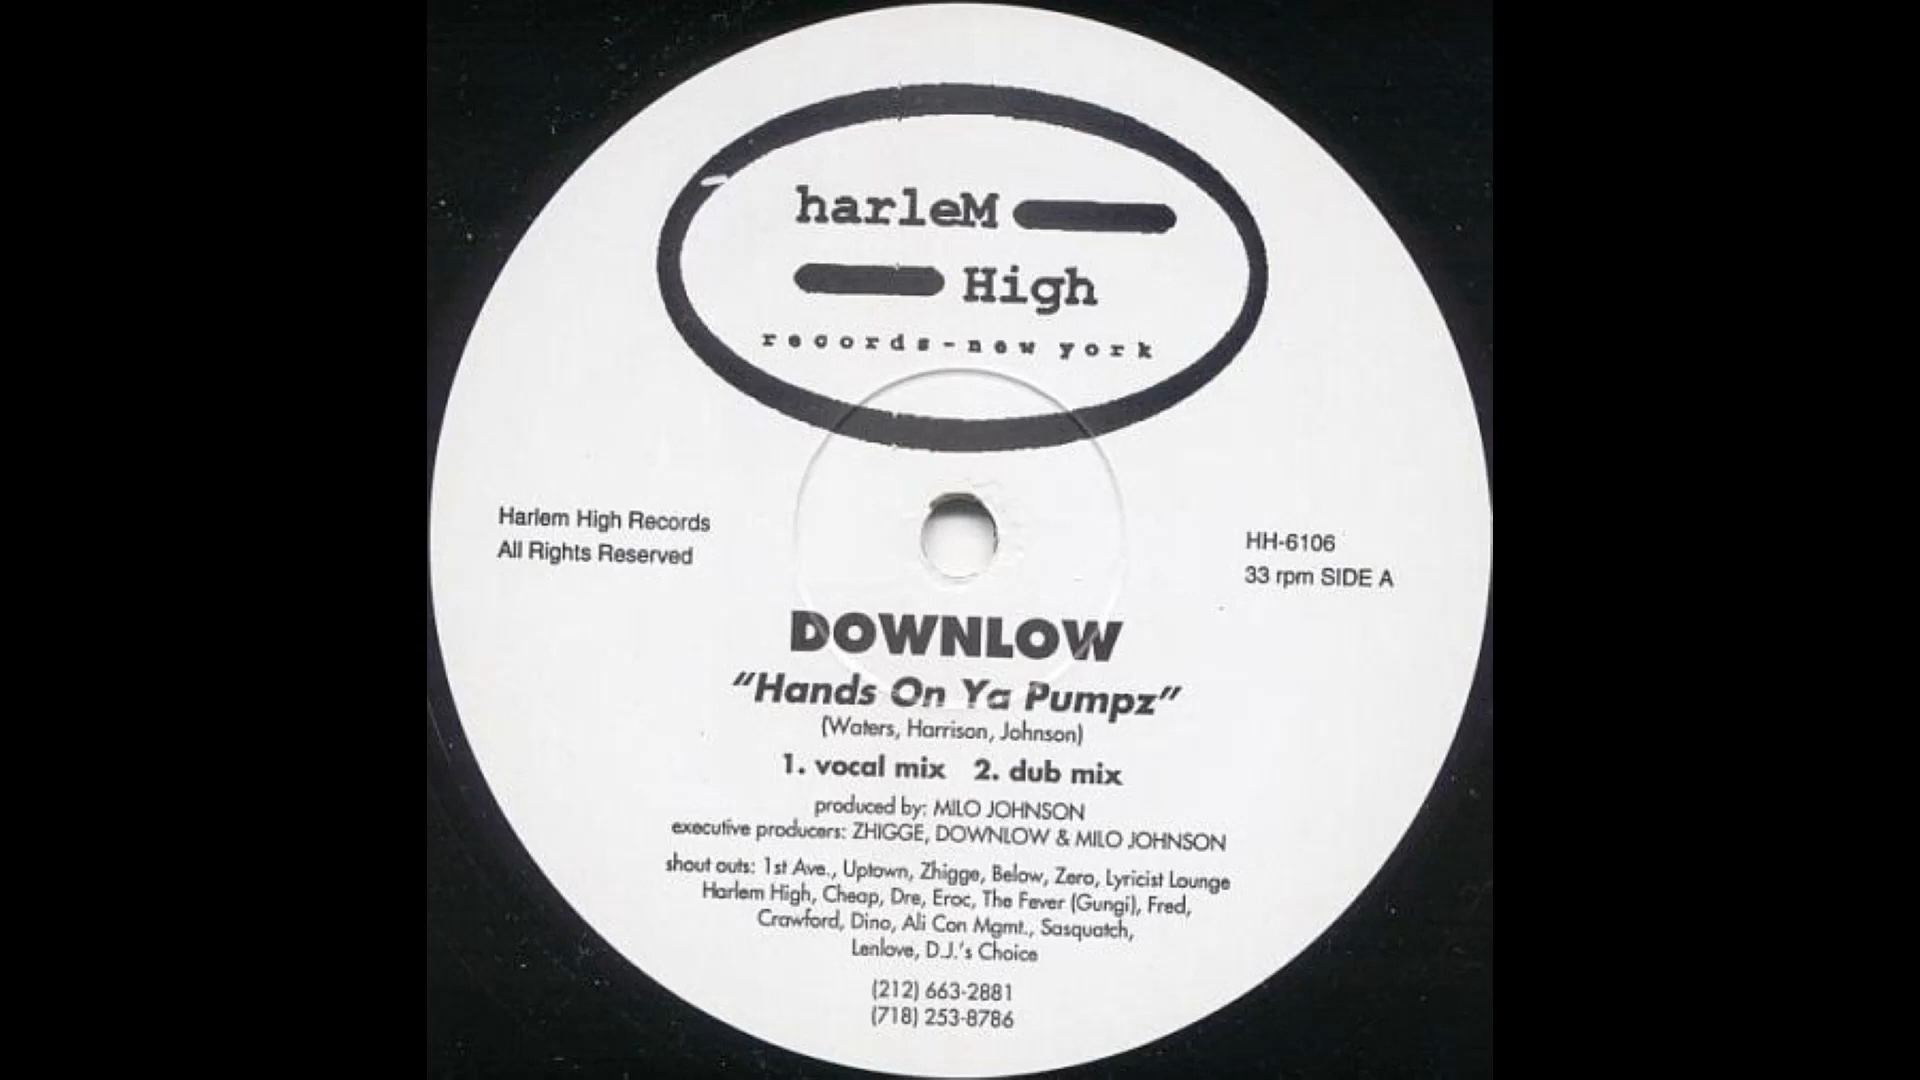 harleM
High
records-new york
Harlem High Records
All Rights Reserved
HH-6106
33 rpm SIDE A
DOWNLOW
"Hands On Ya Pumpz"
(Waters, Harrison, Johnson)
1. vocal mix 2. dub mix
produced by: MILO JOHNSON
executive producers: ZHIGGE, DOWNLOW & MILO JOHNSON
shout outs: 1st Ave., Uptown, Zhigge, Below, Zero, Lyricist Lounge
Harlem High, Cheap, Dre, Eroc, The Fever (Gungi), Fred,
Crawford, Dino, Ali Con Mgmt., Sasquatch,
Lenlove, D.J.'s Choice
(212) 663-2881
(718) 253-8786